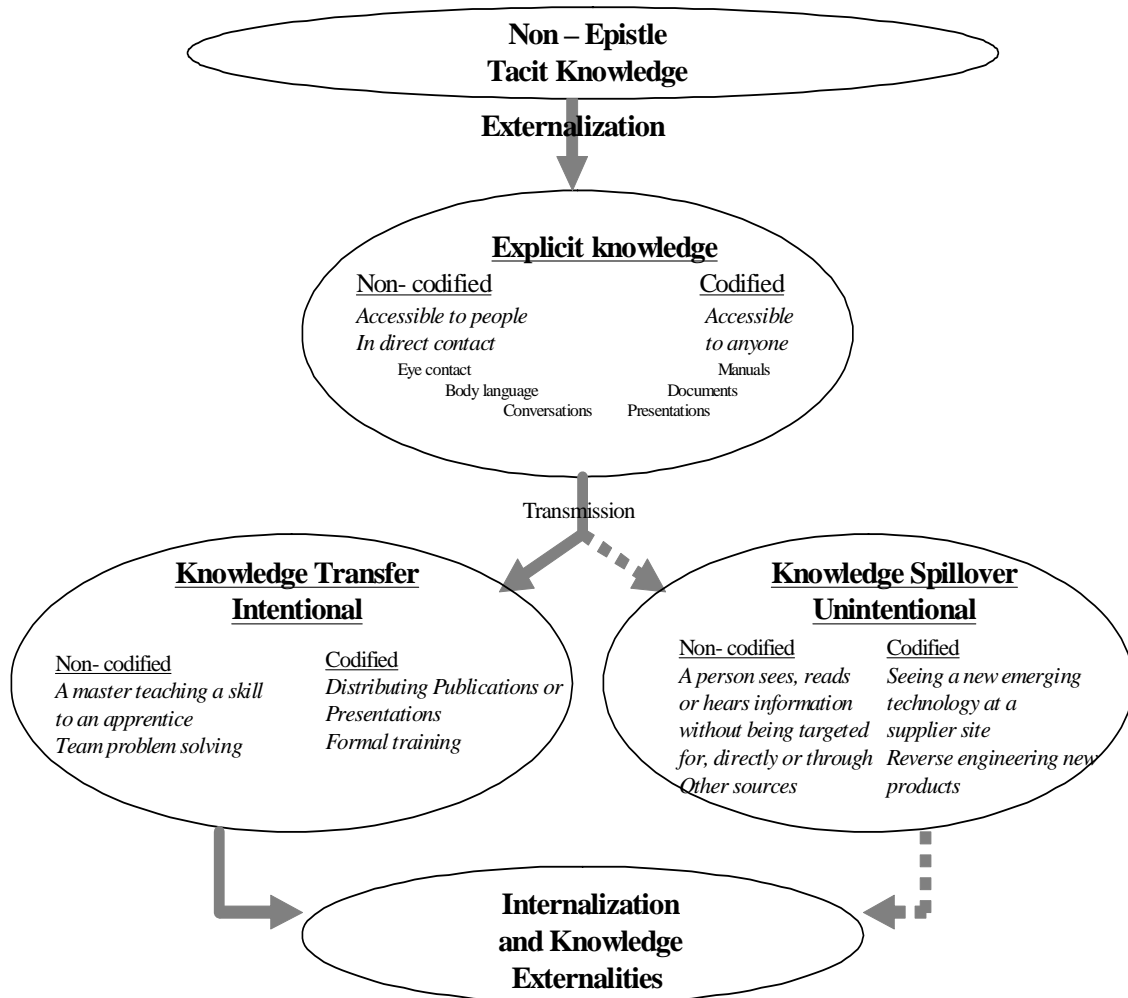 Non – Epistle
Tacit Knowledge
Externalization
Explicit knowledge
Non- codified
Accessible to people
In direct contact
Eye contact
Body language
Conversations
Codified
Accessible
to anyone
Manuals
Documents
Presentations
Transmission
Knowledge Transfer
Intentional
Non- codified
A master teaching a skill
to an apprentice
Team problem solving
Codified
Distributing Publications or
Presentations
Formal training
Knowledge Spillover
Unintentional
Non- codified
A person sees, reads
or hears information
without being targeted
for, directly or through
Other sources
Codified
Seeing a new emerging
technology at a
supplier site
Reverse engineering new
products
Internalization
and Knowledge
Externalities